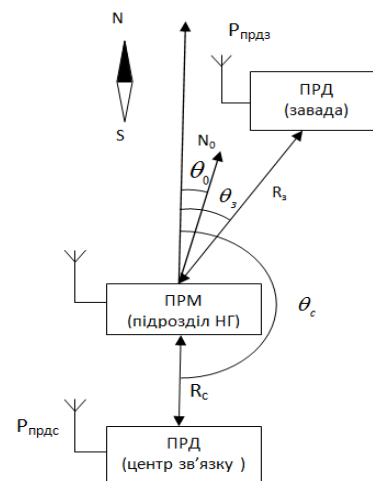 N
S
Pпрдз
ПРД
(завада)
N₀
θ₀
θз
Rз
ПРМ
(підрозділ НГ)
θс
Rс
Pпрдс
ПРД
(центр зв’язку )